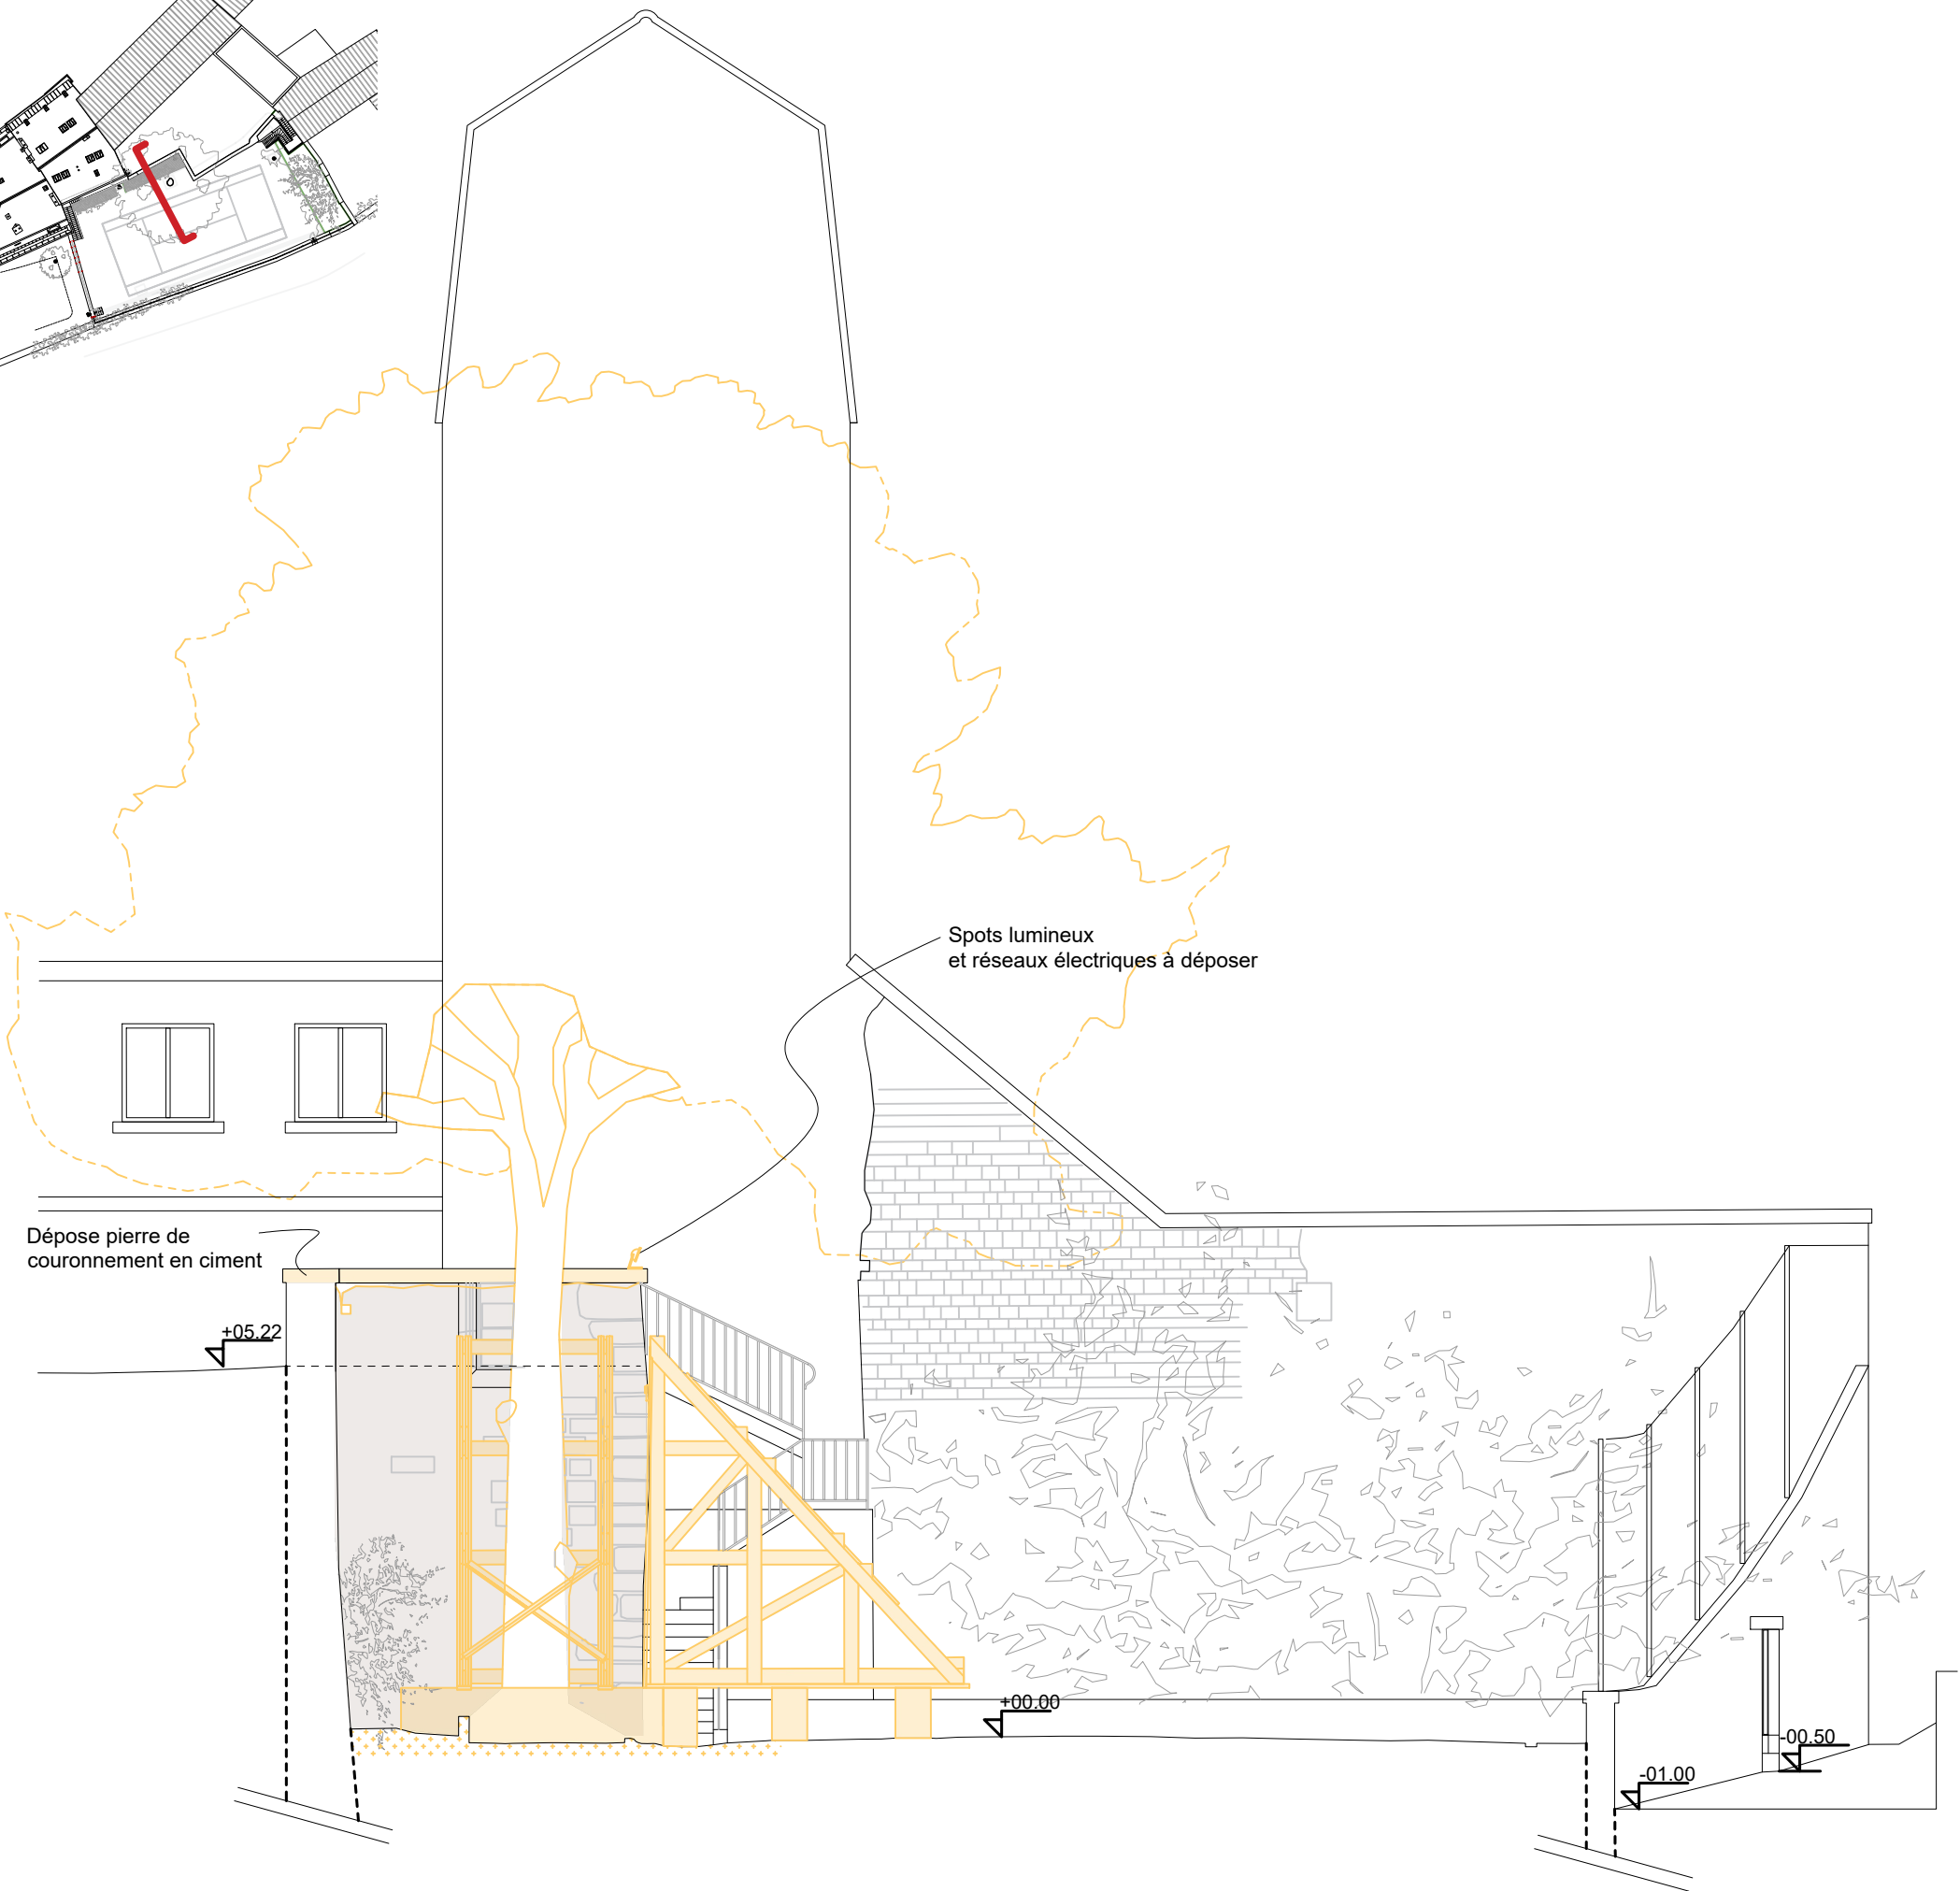 Spots lumineux
et réseaux électriques à déposer
Dépose pierre de
couronnement en ciment
+05.22
+00.00
-00.50
-01.00